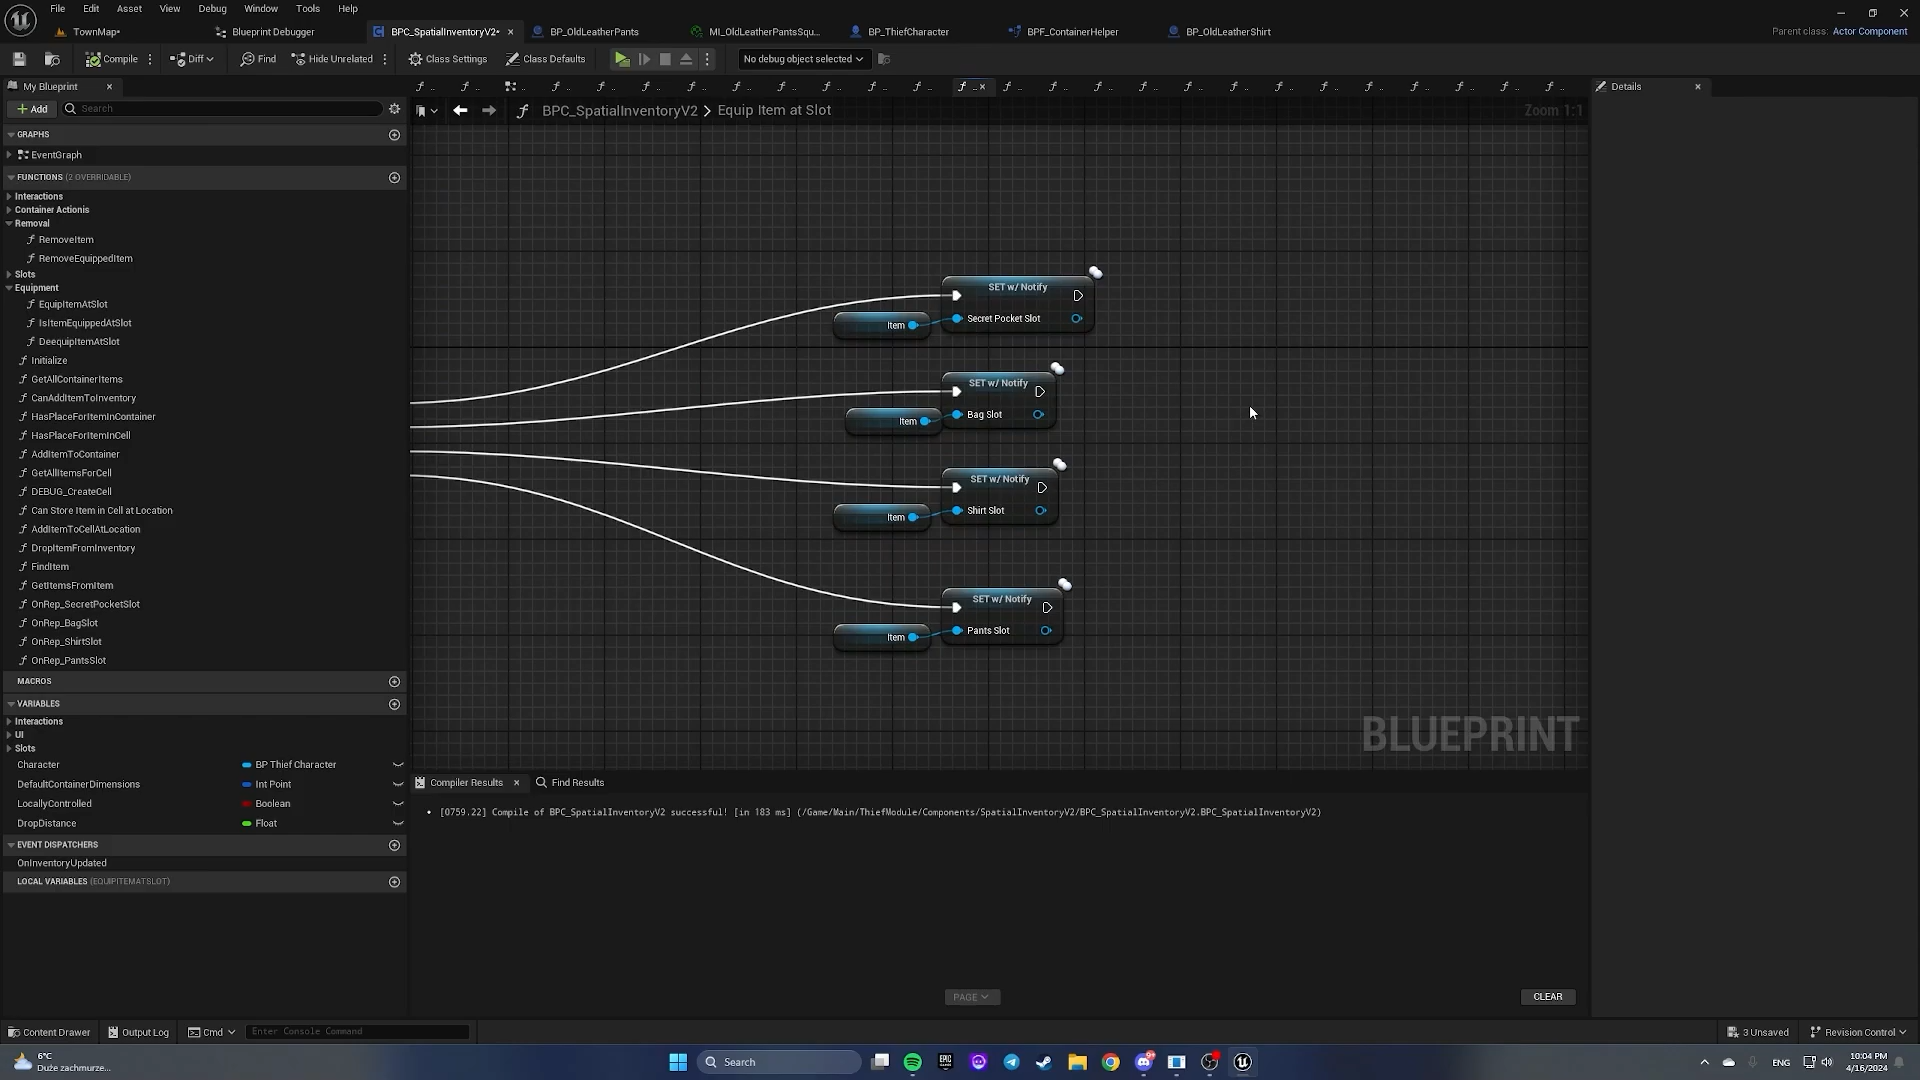 File Edit Asset View Debug Window Tools Help
TownMap• Blueprint Debugger BPC_SpatialInventoryV2• BP_OldLeatherPants MI_OldLeatherPantsSqu... BP_ThiefCharacter BPF_ContainerHelper BP_OldLeatherShirt
Parent class: Actor Component
Compile Diff Find Hide Unrelated Class Settings Class Defaults No debug object selected
My Blueprint
Details
Add Search
BPC_SpatialInventoryV2 > Equip Item at Slot
Zoom 1:1
GRAPHS
EventGraph
FUNCTIONS (2 OVERRIDABLE)
Interactions
Container Actionis
Removal
RemoveItem
RemoveEquippedItem
Slots
Equipment
EquipItemAtSlot
IsItemEquippedAtSlot
DeequipItemAtSlot
Initialize
GetAllContainerItems
CanAddItemToInventory
HasPlaceForItemInContainer
HasPlaceForItemInCell
AddItemToContainer
GetAllItemsForCell
DEBUG_CreateCell
Can Store Item in Cell at Location
AddItemToCellAtLocation
DropItemFromInventory
FindItem
GetItemsFromItem
OnRep_SecretPocketSlot
OnRep_BagSlot
OnRep_ShirtSlot
OnRep_PantsSlot
MACROS
VARIABLES
Interactions
UI
Slots
Character BP Thief Character
DefaultContainerDimensions Int Point
LocallyControlled Boolean
DropDistance Float
EVENT DISPATCHERS
OnInventoryUpdated
LOCAL VARIABLES (EQUIPITEMATSLOT)
SET w/ Notify
Item Secret Pocket Slot
SET w/ Notify
Item Bag Slot
SET w/ Notify
Item Shirt Slot
SET w/ Notify
Item Pants Slot
BLUEPRINT
Compiler Results Find Results
[0759.22] Compile of BPC_SpatialInventoryV2 successful! [in 183 ms] (/Game/Main/ThiefModule/Components/SpatialInventoryV2/BPC_SpatialInventoryV2.BPC_SpatialInventoryV2)
PAGE
CLEAR
Content Drawer Output Log Cmd Enter Console Command
3 Unsaved Revision Control
6°C
Duże zachmurze...
Search
ENG
10:04 PM
4/16/2024